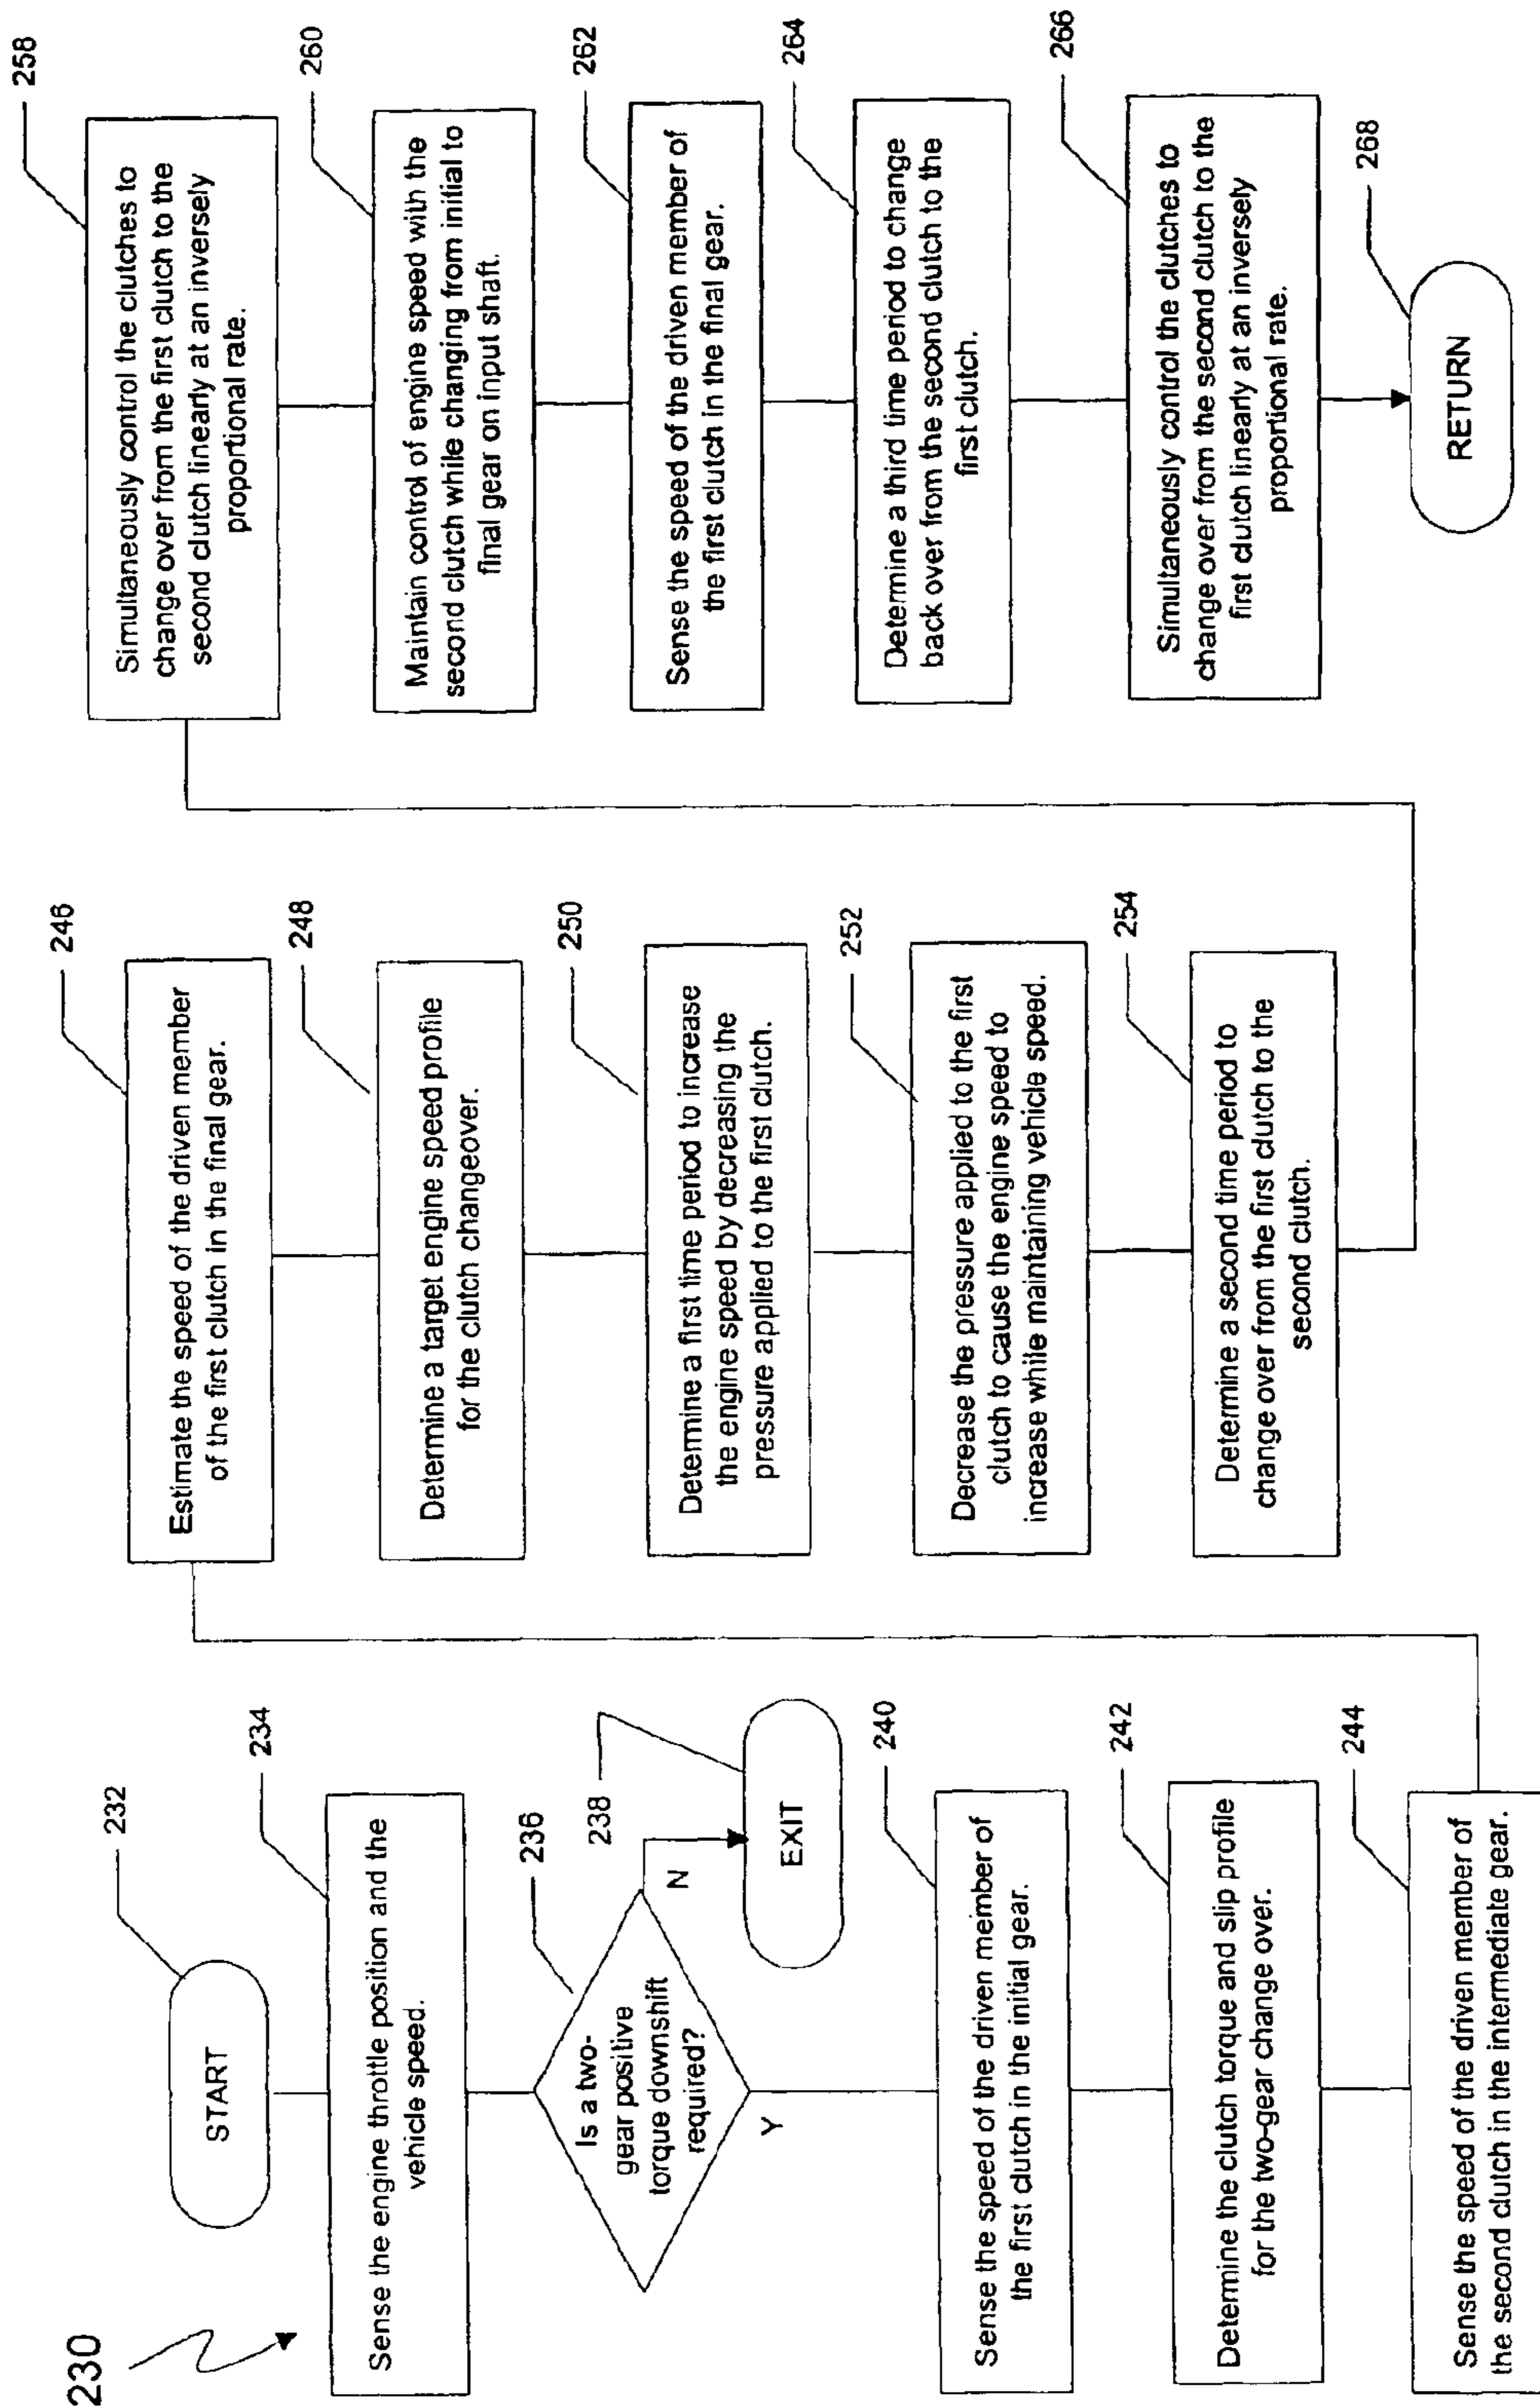 230
START
232
Sense the engine throttle position and the
vehicle speed.
234
Is a two-
gear positive
torque downshift
required?
236
N
EXIT
238
Y
Sense the speed of the driven member of
the first clutch in the initial gear.
240
Determine the clutch torque and slip profile
for the two-gear change over.
242
Sense the speed of the driven member of
the second clutch in the intermediate gear.
244
Estimate the speed of the driven member
of the first clutch in the final gear.
246
Determine a target engine speed profile
for the clutch changeover.
248
Determine a first time period to increase
the engine speed by decreasing the
pressure applied to the first clutch.
250
Decrease the pressure applied to the first
clutch to cause the engine speed to
increase while maintaining vehicle speed.
252
Determine a second time period to
change over from the first clutch to the
second clutch.
254
Simultaneously control the clutches to
change over from the first clutch to the
second clutch linearly at an inversely
proportional rate.
258
Maintain control of engine speed with the
second clutch while changing from initial to
final gear on input shaft.
260
Sense the speed of the driven member of
the first clutch in the final gear.
262
Determine a third time period to change
back over from the second clutch to the
first clutch.
264
Simultaneously control the clutches to
change over from the second clutch to the
first clutch linearly at an inversely
proportional rate.
266
RETURN
268